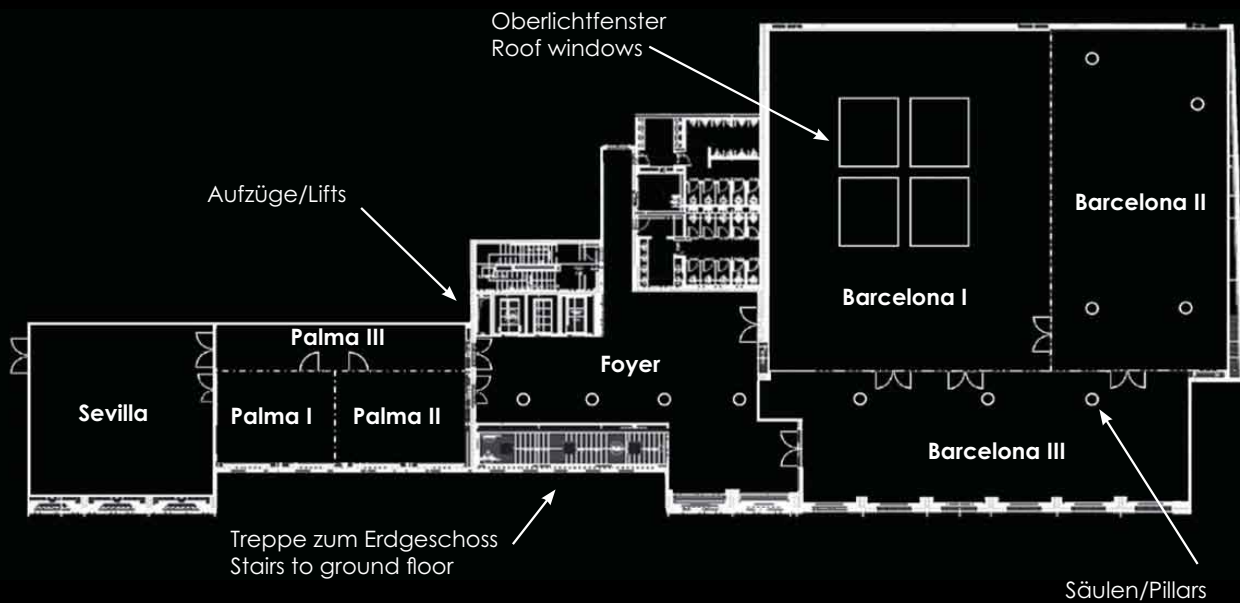 Oberlichtfenster
Roof windows
Aufzüge/Lifts
Barcelona II
Barcelona I
Palma III
Foyer
Sevilla
Palma I
Palma II
Barcelona III
Treppe zum Erdgeschoss
Stairs to ground floor
Säulen/Pillars